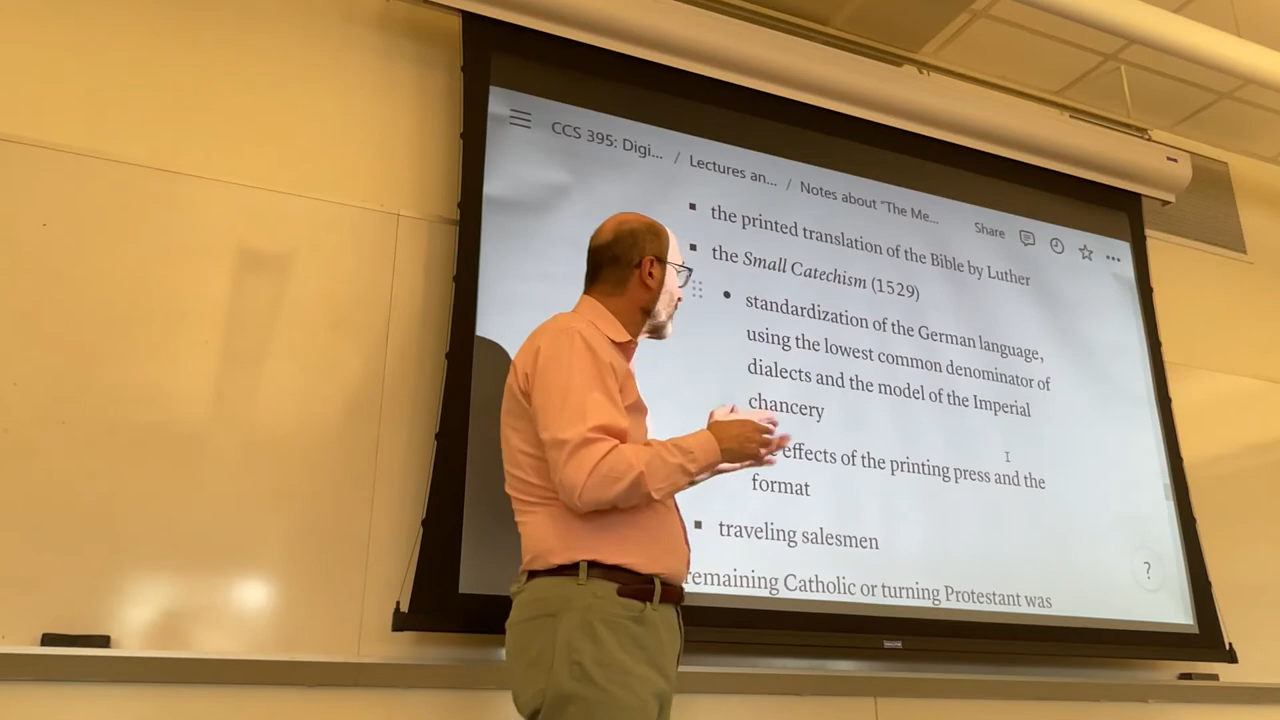 CCS 395: Digi... / Lectures an... / Notes about "The Me...
Share
the printed translation of the Bible by Luther
the Small Catechism (1529)
standardization of the German language,
using the lowest common denominator of
dialects and the model of the Imperial
chancery
effects of the printing press and the
format
traveling salesmen
remaining Catholic or turning Protestant was
?